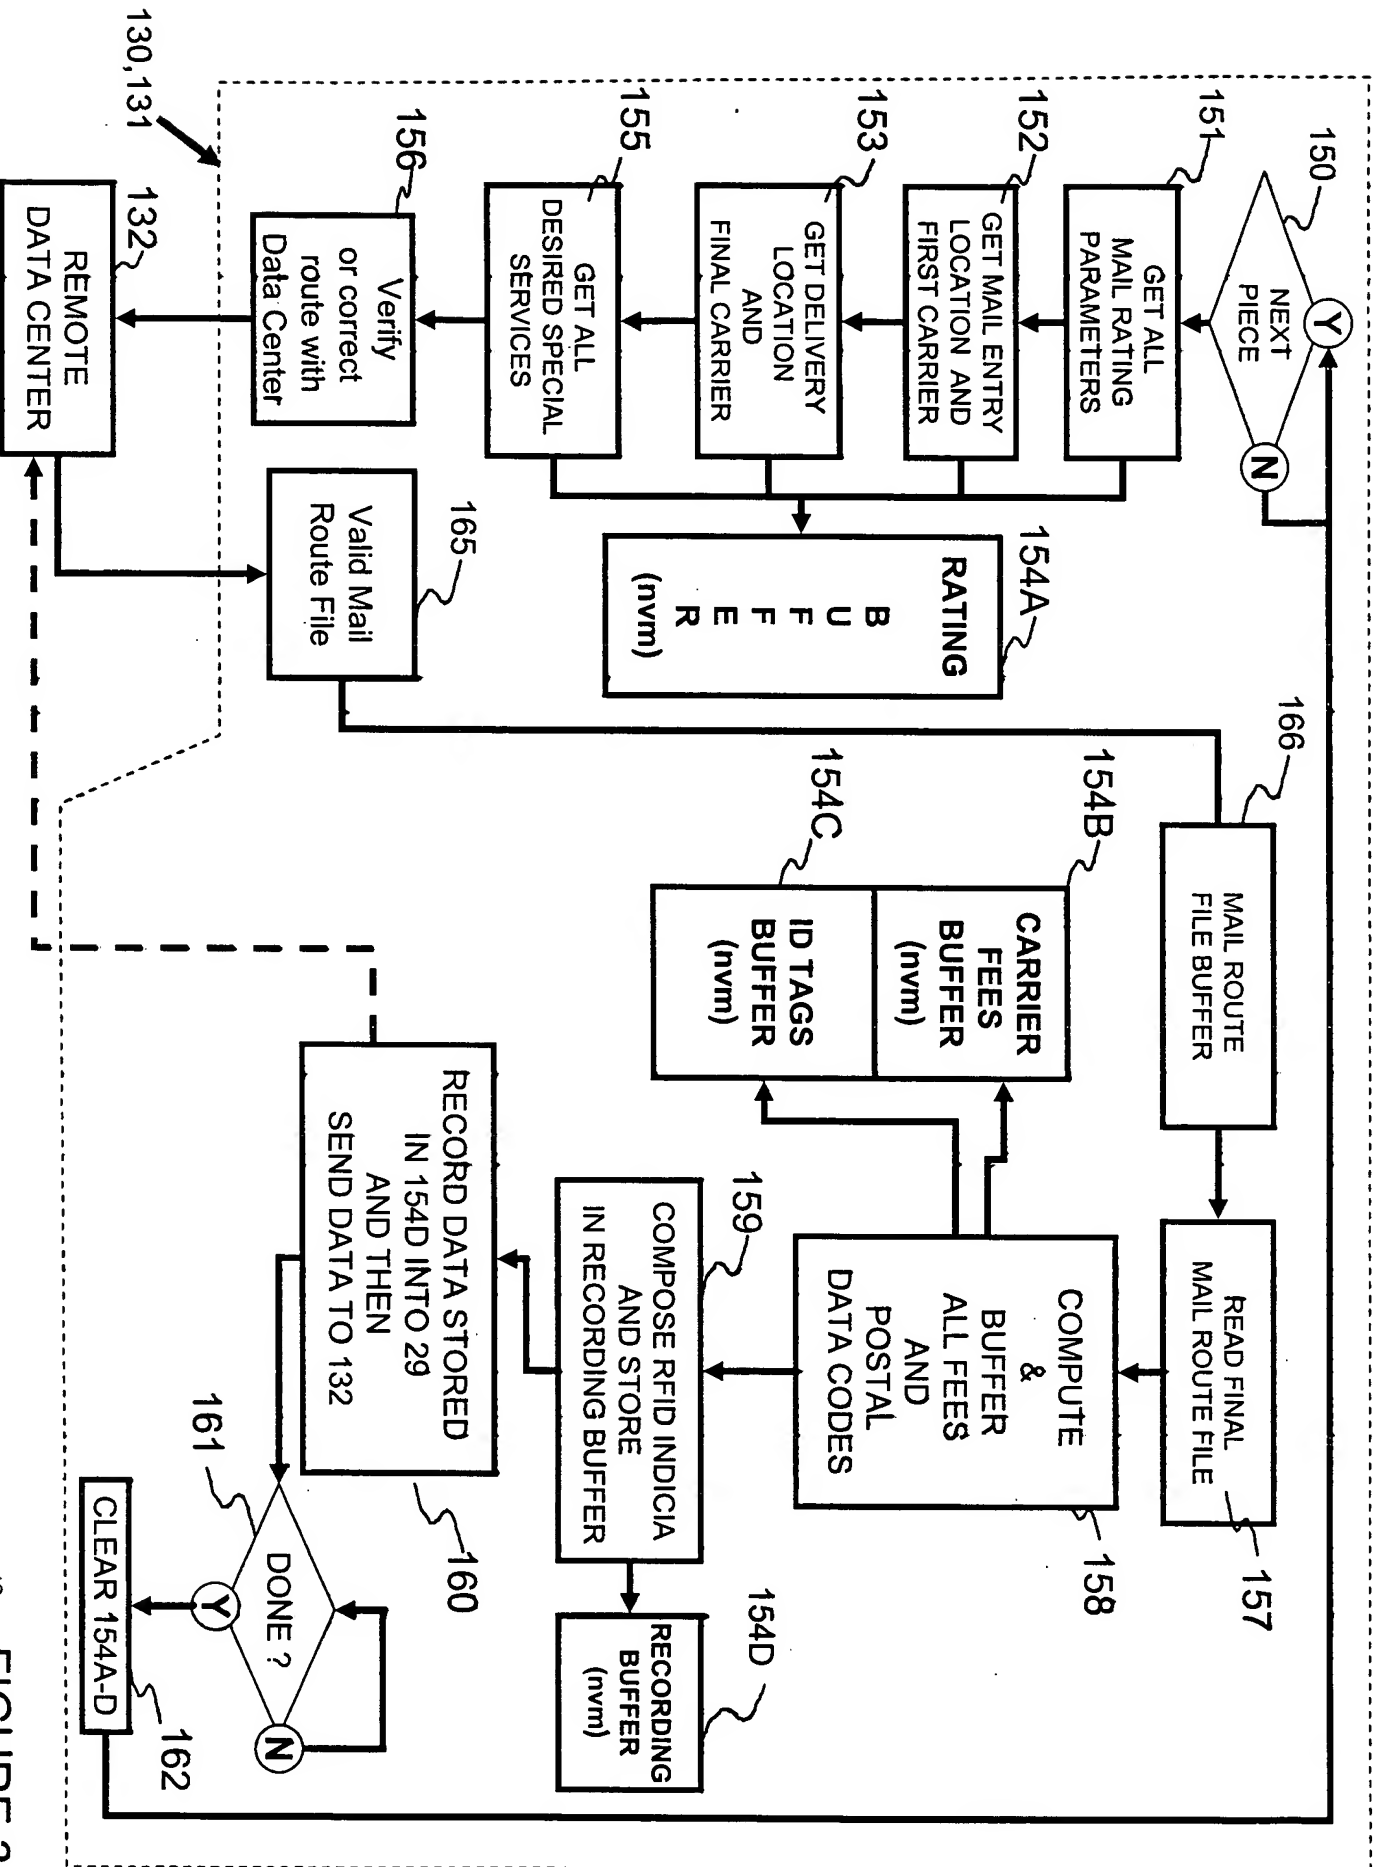 150
Y
NEXT
PIECE
N
151
GET ALL
MAIL RATING
PARAMETERS
152
GET MAIL ENTRY
LOCATION AND
FIRST CARRIER
153
GET DELIVERY
LOCATION
AND
FINAL CARRIER
155
GET ALL
DESIRED SPECIAL
SERVICES
156
Verify
or correct
route with
Data Center
130,131
132
REMOTE
DATA CENTER
154A
RATING
B
U
F
F
E
R
(nvm)
165
Valid Mail
Route File
166
MAIL ROUTE
FILE BUFFER
154B
CARRIER
FEES
BUFFER
(nvm)
154C
ID TAGS
BUFFER
(nvm)
READ FINAL
MAIL ROUTE FILE
157
COMPUTE
&
BUFFER
ALL FEES
AND
POSTAL
DATA CODES
158
159
COMPOSE RFID INDICIA
AND STORE
IN RECORDING BUFFER
154D
RECORDING
BUFFER
(nvm)
RECORD DATA STORED
IN 154D INTO 29
AND THEN
SEND DATA TO 132
160
161
DONE ?
Y
N
CLEAR 154A-D
162